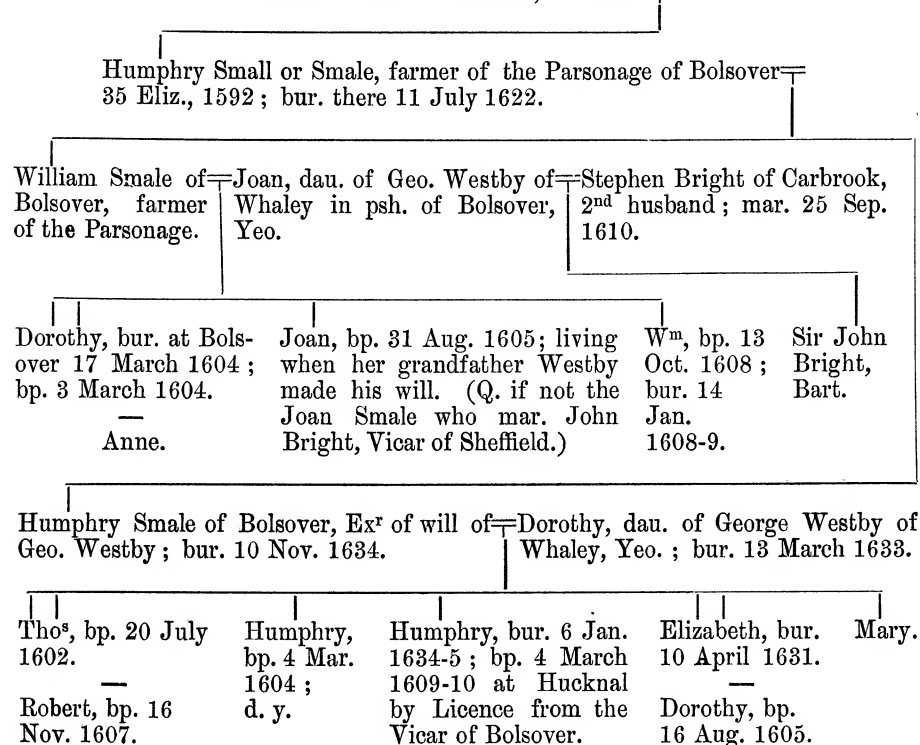 Humphry Small or Smale, farmer of the Parsonage of Bolsover
35 Eliz., 1592 ; bur. there 11 July 1622.
William Smale of
Bolsover, farmer
of the Parsonage.
Joan, dau. of Geo. Westby of
Whaley in psh. of Bolsover,
Yeo.
Stephen Bright of Carbrook,
2nd husband ; mar. 25 Sep.
1610.
Dorothy, bur. at Bols-
over 17 March 1604 ;
bp. 3 March 1604.
—
Anne.
Joan, bp. 31 Aug. 1605; living
when her grandfather Westby
made his will. (Q. if not the
Joan Smale who mar. John
Bright, Vicar of Sheffield.)
Wm, bp. 13
Oct. 1608 ;
bur. 14
Jan.
1608-9.
Sir John
Bright,
Bart.
Humphry Smale of Bolsover, Exr of will of
Geo. Westby ; bur. 10 Nov. 1634.
Dorothy, dau. of George Westby of
Whaley, Yeo. ; bur. 13 March 1633.
Thos, bp. 20 July
1602.
—
Robert, bp. 16
Nov. 1607.
Humphry,
bp. 4 Mar.
1604 ;
d. y.
Humphry, bur. 6 Jan.
1634-5 ; bp. 4 March
1609-10 at Hucknal
by Licence from the
Vicar of Bolsover.
Elizabeth, bur.
10 April 1631.
—
Dorothy, bp.
16 Aug. 1605.
Mary.